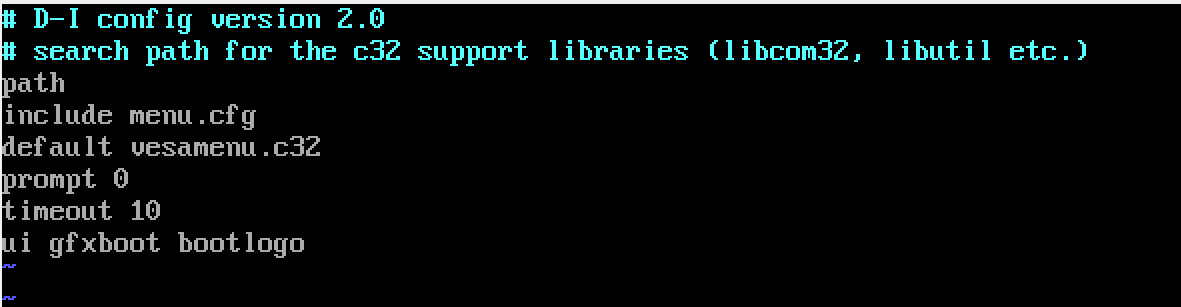 # D-I config version 2.0
# search path for the c32 support libraries (libcom32, libutil etc.)
path
include menu.cfg
default vesamenu.c32
prompt 0
timeout 10
ui gfxboot bootlogo
~
~